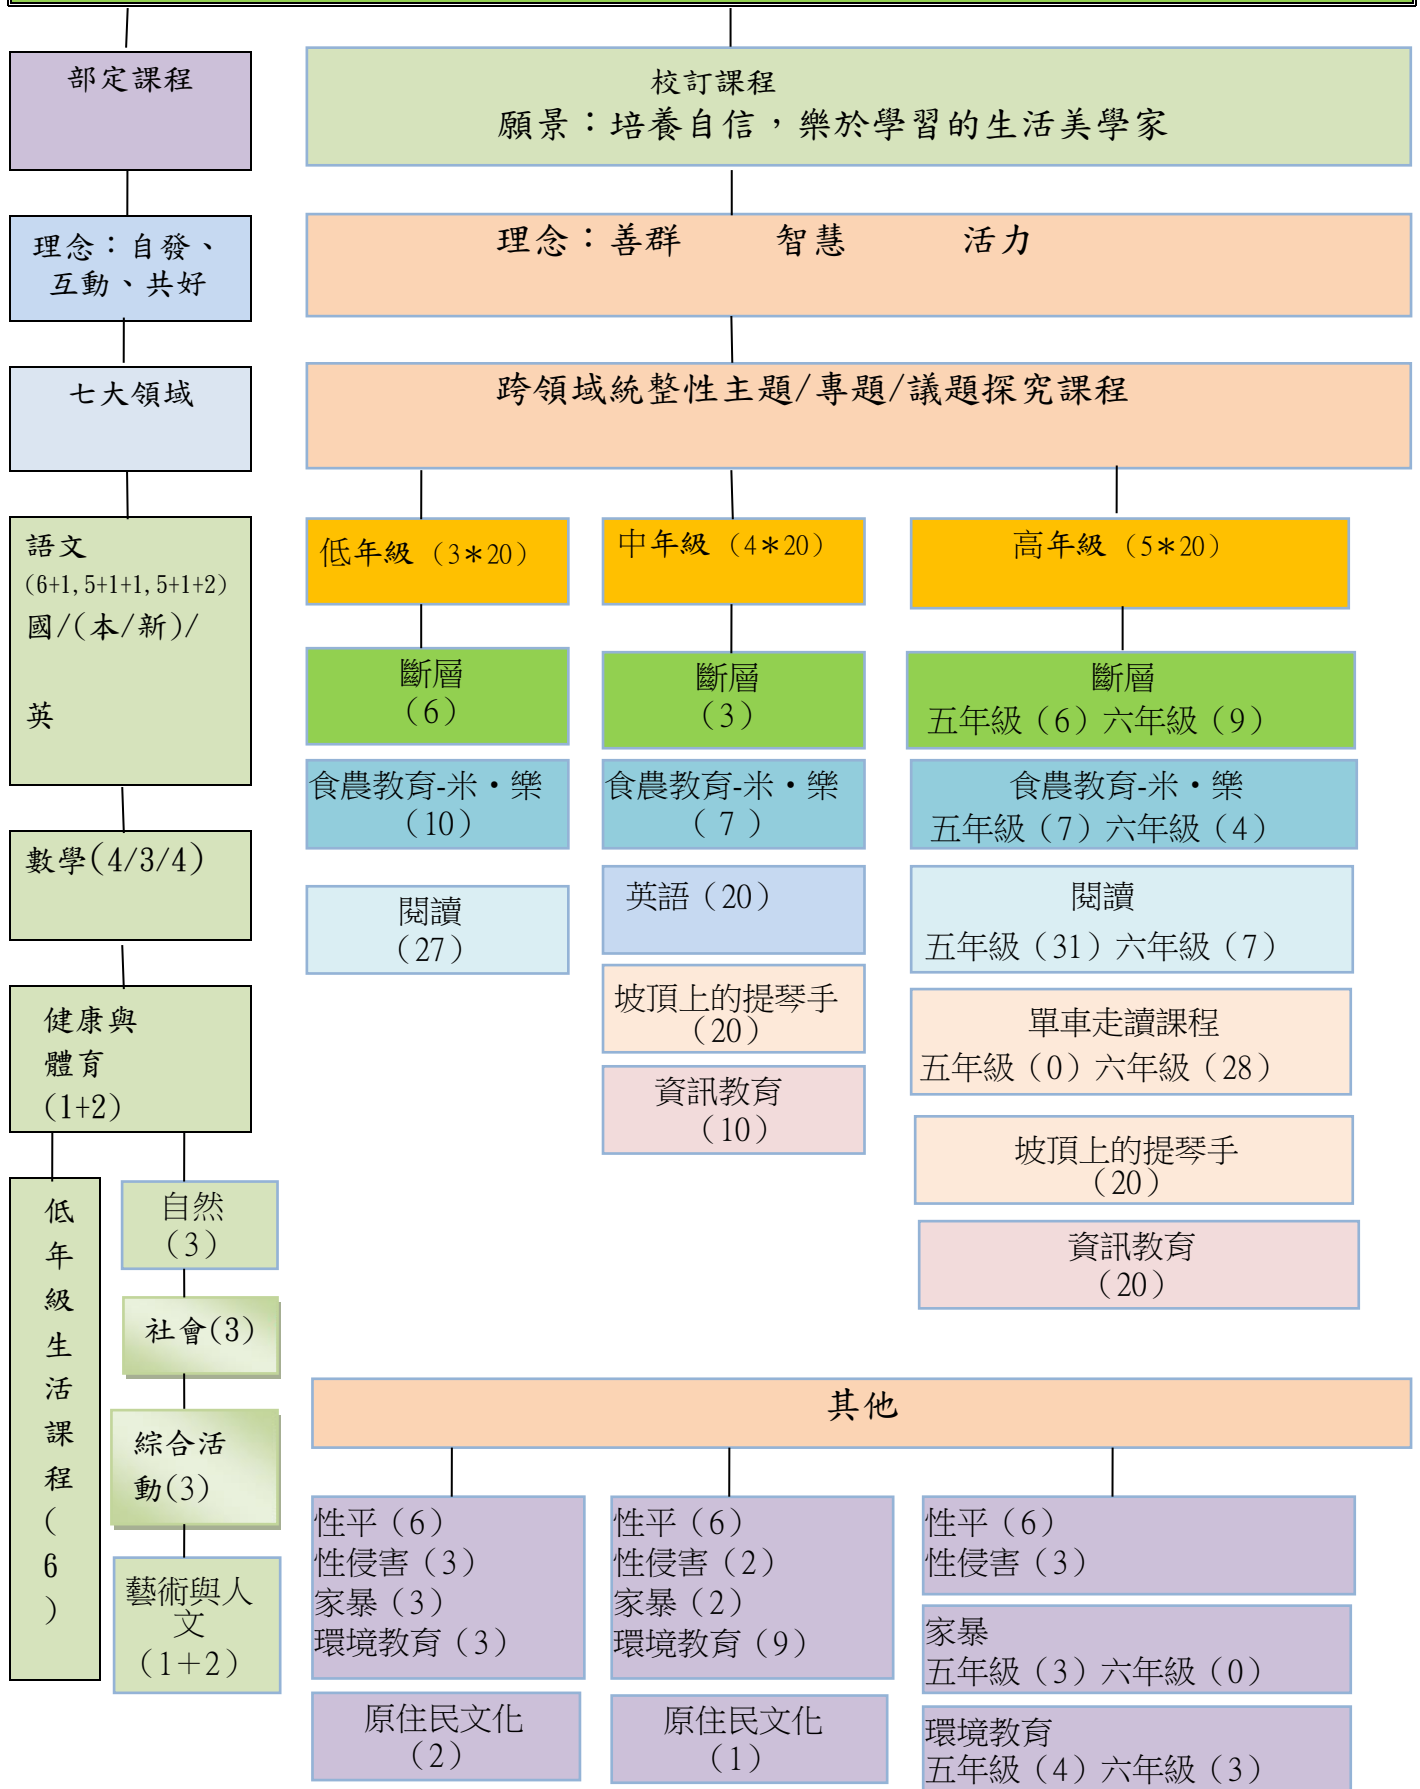 部定課程
理念：自發、
互動、共好
七大領域
語文
(6+1,5+1+1,5+1+2)
國/(本/新)/
英
數學(4/3/4)
健康與
體育
(1+2)
低
年
級
生
活
課
程
(
6
)
自然
（3）
社會(3)
綜合活
動(3)
藝術與人
文
（1＋2）
校訂課程
願景：培養自信，樂於學習的生活美學家
理念：善群 智慧 活力
跨領域統整性主題/專題/議題探究課程
低年級（3*20）
斷層
（6）
食農教育-米・樂
（10）
閱讀
（27）
中年級（4*20）
斷層
（3）
食農教育-米・樂
（ 7 ）
英語（20）
坡頂上的提琴手
（20）
資訊教育
（10）
高年級（5*20）
斷層
五年級（6）六年級（9）
食農教育-米・樂
五年級（7）六年級（4）
閱讀
五年級（31）六年級（7）
單車走讀課程
五年級（0）六年級（28）
坡頂上的提琴手
（20）
資訊教育
（20）
其他
性平（6）
性侵害（3）
家暴（3）
環境教育（3）
原住民文化
（2）
性平（6）
性侵害（2）
家暴（2）
環境教育（9）
原住民文化
（1）
性平（6）
性侵害（3）
家暴
五年級（3）六年級（0）
環境教育
五年級（4）六年級（3）